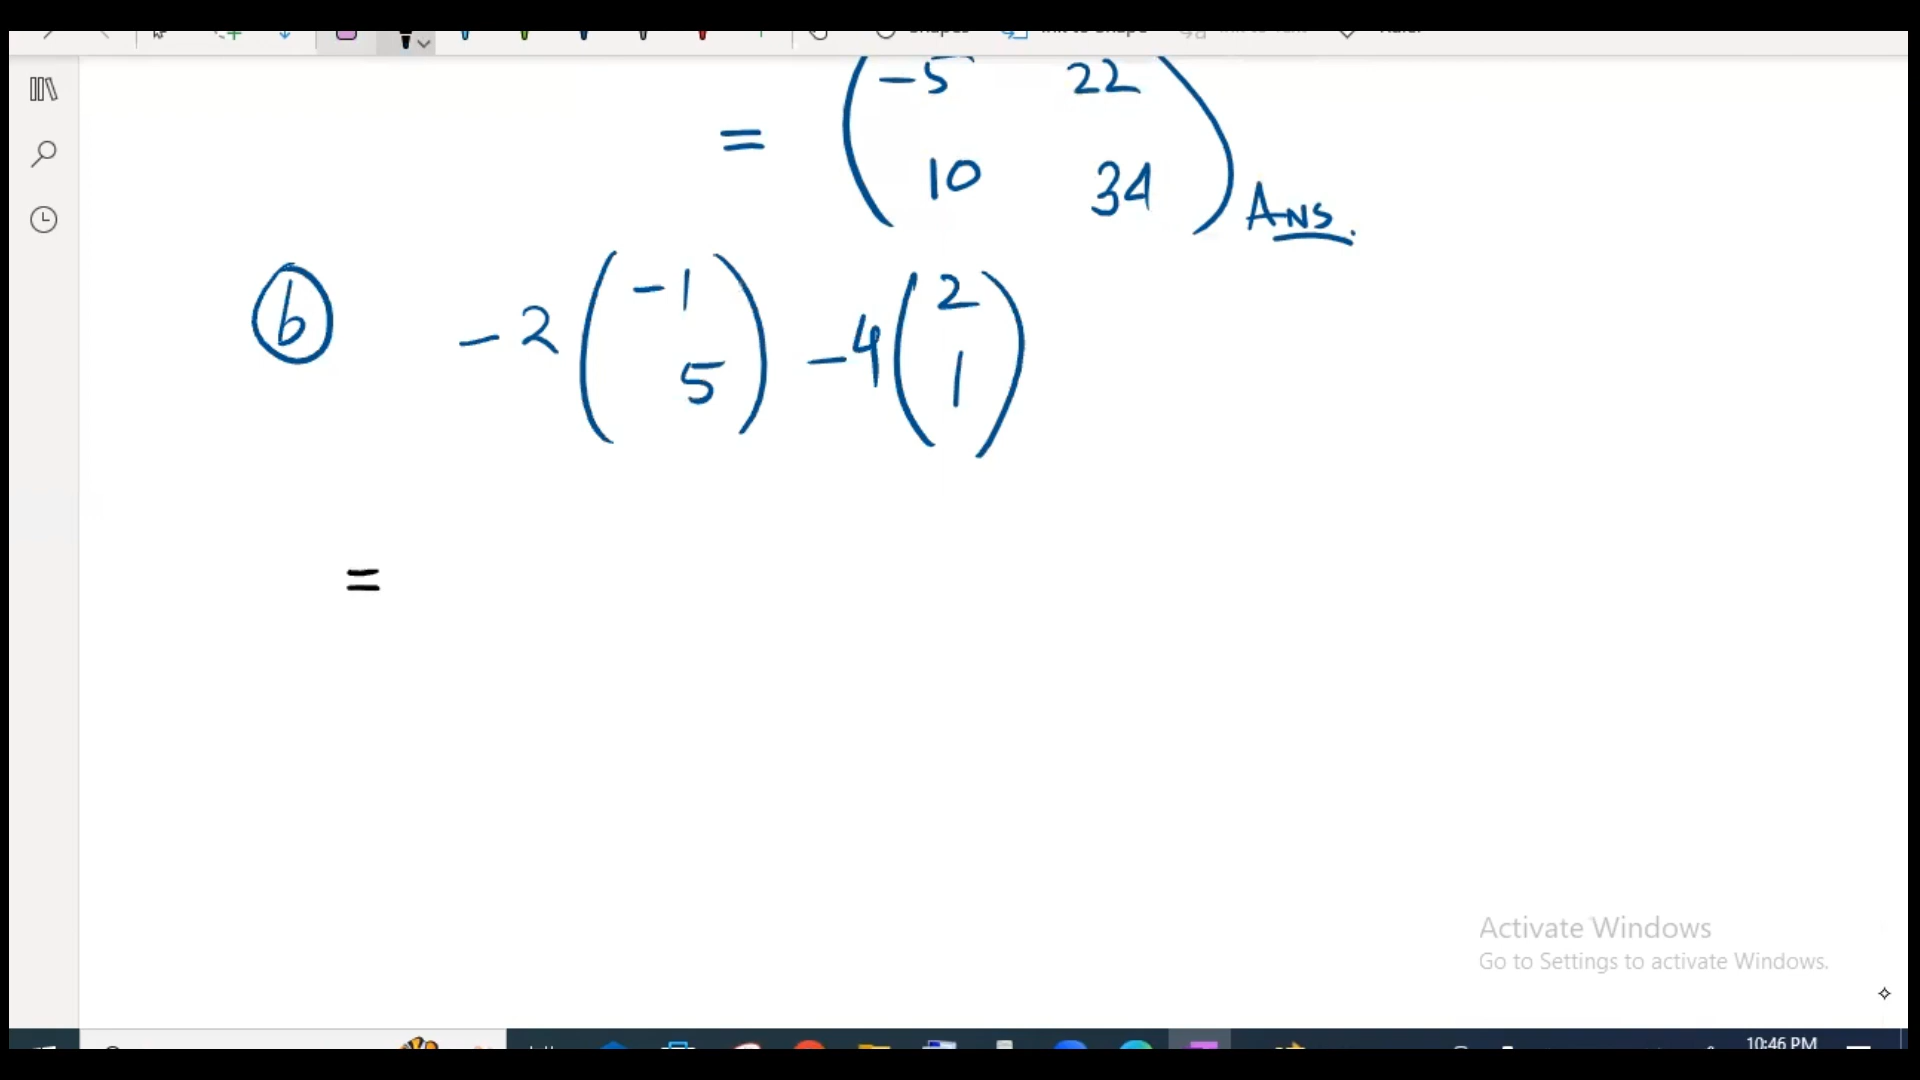 -5 22
=
10 34
Ans.
b -2 ( -1 ) -4 ( 2 )
5 1
=
Activate Windows
Go to Settings to activate Windows.
10:46 PM